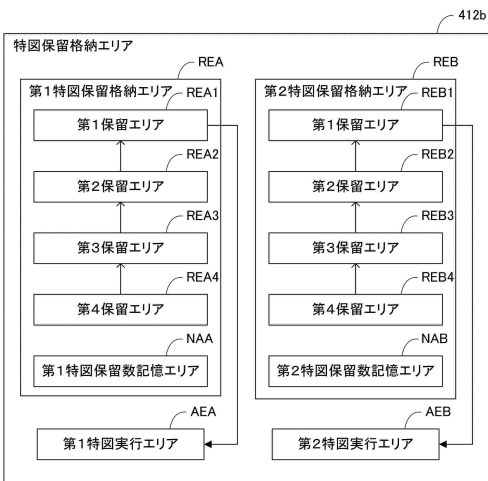 412b
特図保留格納エリア
REA
第1特図保留格納エリア
REA1
第1保留エリア
REA2
第2保留エリア
REA3
第3保留エリア
REA4
第4保留エリア
NAA
第1特図保留数記憶エリア
AEA
第1特図実行エリア
REB
第2特図保留格納エリア
REB1
第1保留エリア
REB2
第2保留エリア
REB3
第3保留エリア
REB4
第4保留エリア
NAB
第2特図保留数記憶エリア
AEB
第2特図実行エリア